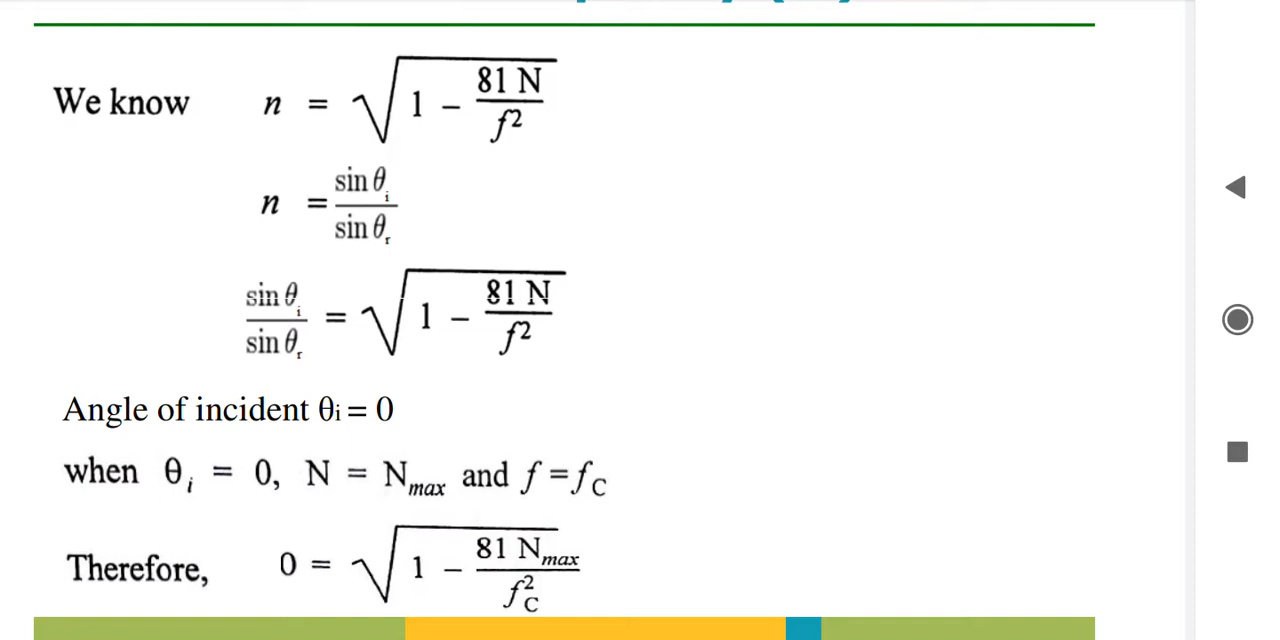 We know n = √1 − 81 N / f²
n = sin θi / sin θr
sin θi / sin θr = √1 − 81 N / f²
Angle of incident θi = 0
when θi = 0, N = Nmax and f = fC
Therefore, 0 = √1 − 81 Nmax / fC²